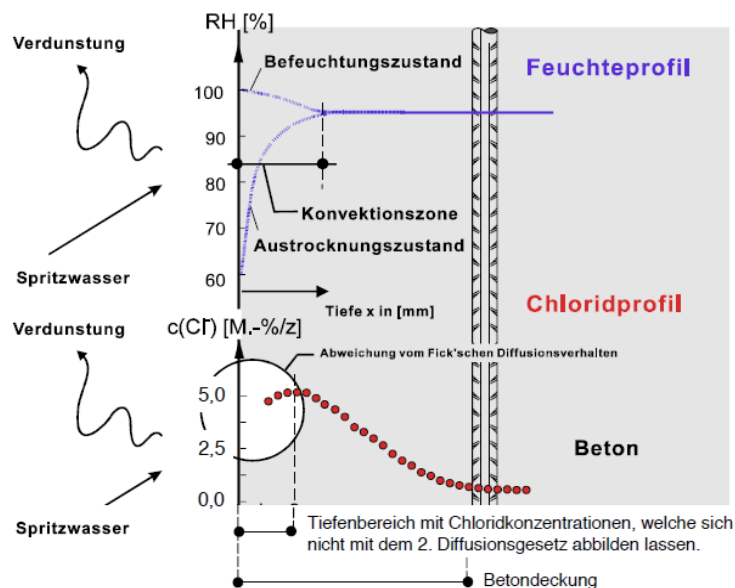 RH [%]
Verdunstung
Befeuchtungszustand
Feuchteprofil
100
90
80
Konvektionszone
70
Austrocknungszustand
Spritzwasser
60
Tiefe x in [mm]
Chloridprofil
Verdunstung
c(Cl⁻) [M.-%/z]
Abweichung vom Fick'schen Diffusionsverhalten
5,0
2,5
Beton
0,0
Spritzwasser
Tiefenbereich mit Chloridkonzentrationen, welche sich
nicht mit dem 2. Diffusionsgesetz abbilden lassen.
Betondeckung